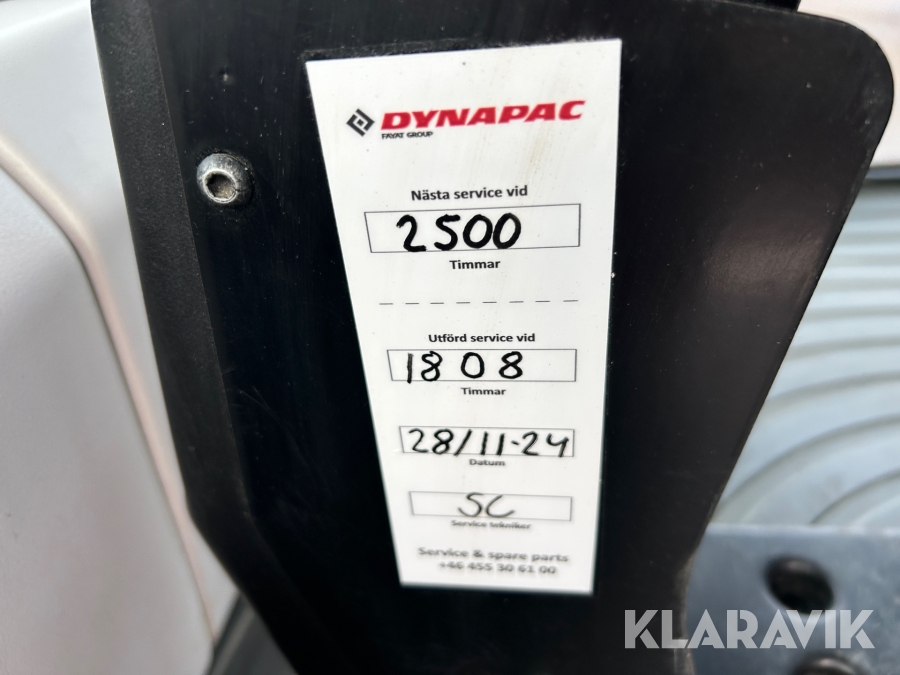 DYNAPAC
FAYAT GROUP
Nästa service vid
2500
Timmar
Utförd service vid
1808
Timmar
28/11-24
Datum
SC
Service tekniker
Service & spare parts
+46 455 30 61 00
KLARAVIK